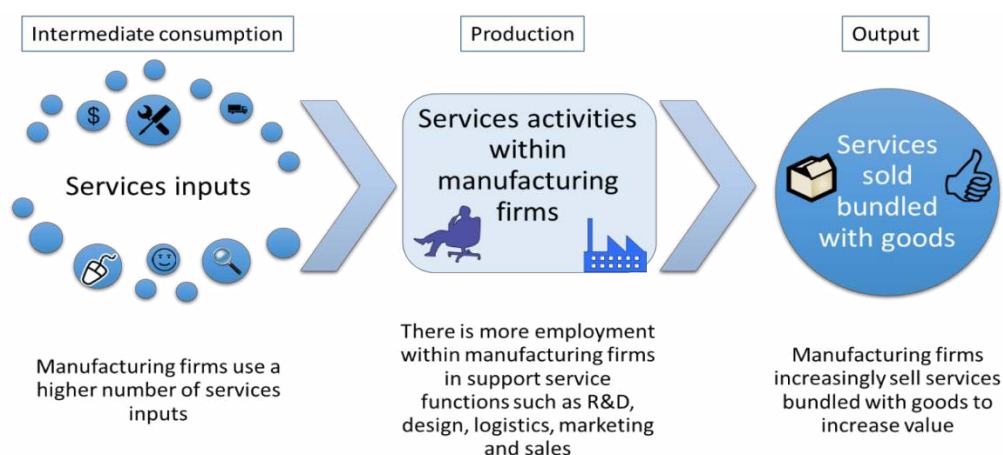 Intermediate consumption
Production
Output
$
Services inputs
Services activities
within
manufacturing
firms
Services
sold
bundled
with goods
Manufacturing firms use a
higher number of services
inputs
There is more employment
within manufacturing firms
in support service
functions such as R&D,
design, logistics, marketing
and sales
Manufacturing firms
increasingly sell services
bundled with goods to
increase value